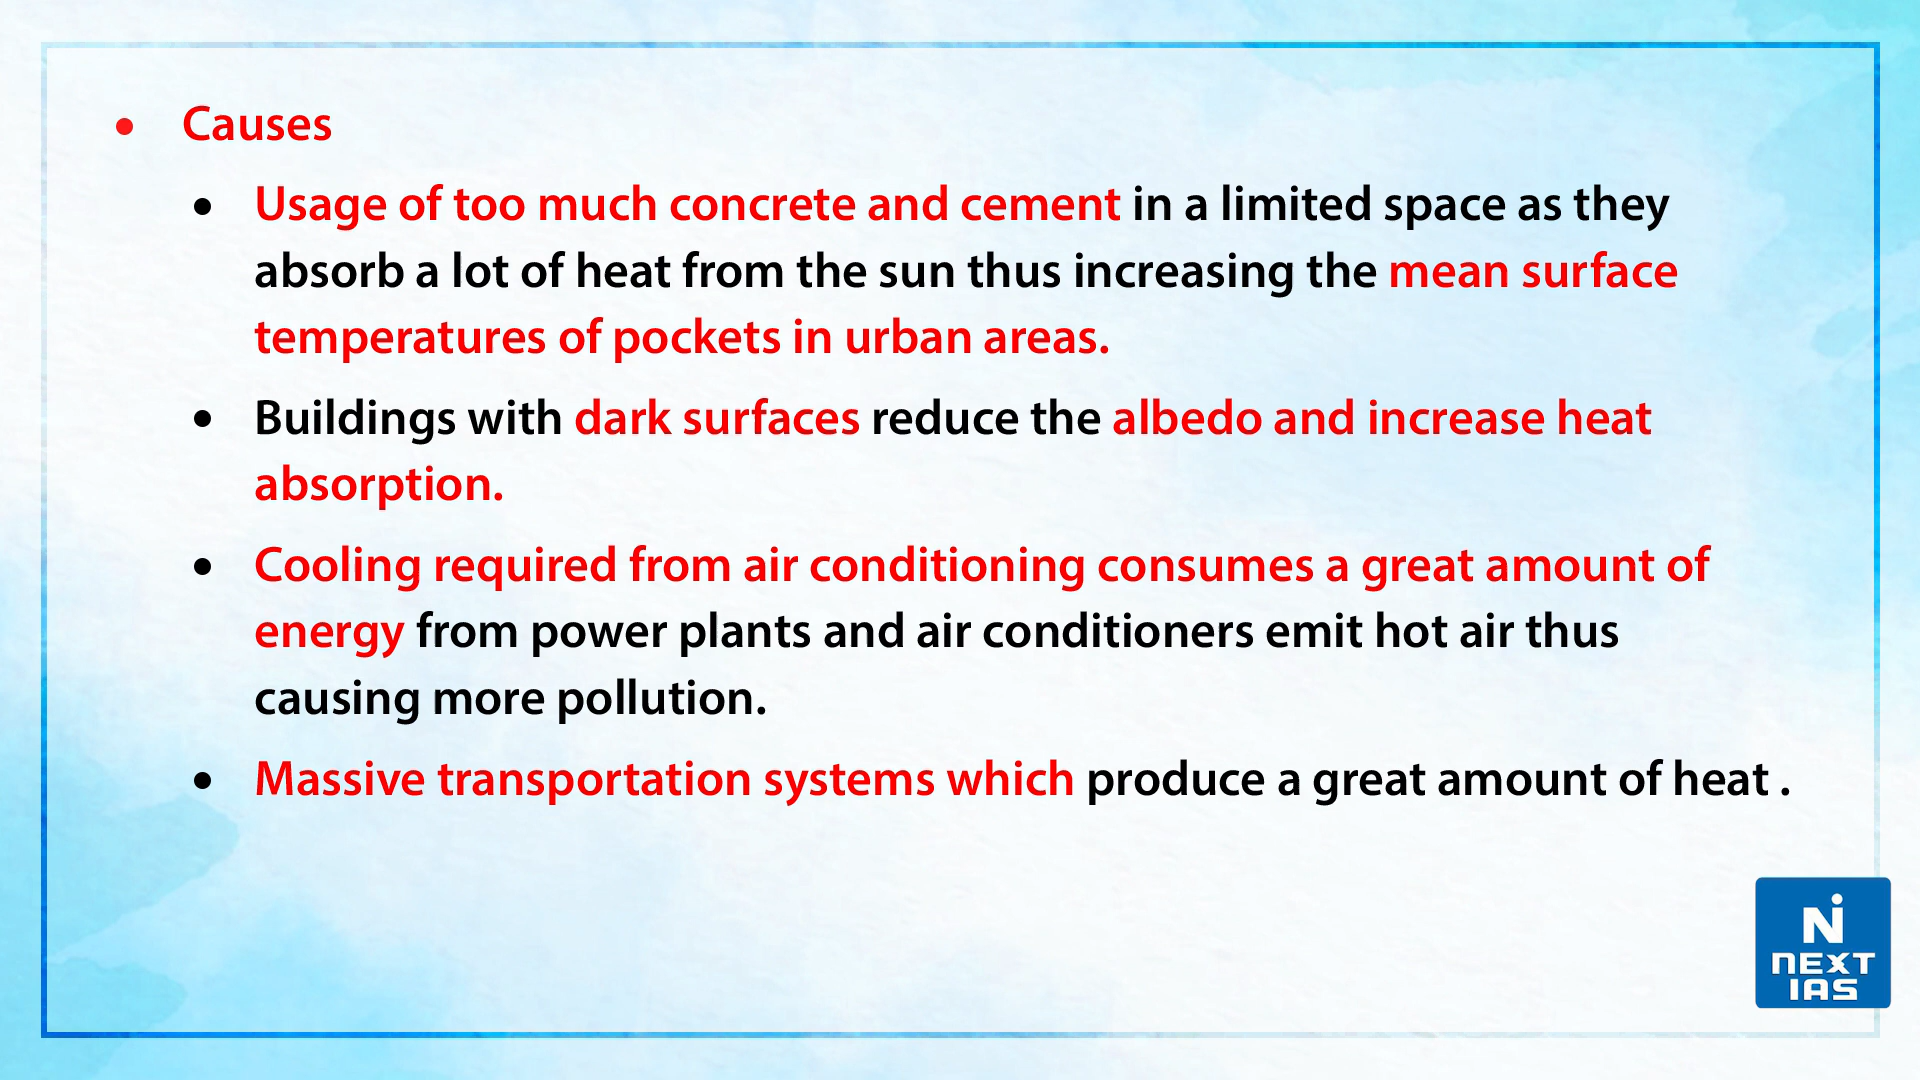 • Causes
• Usage of too much concrete and cement in a limited space as they
absorb a lot of heat from the sun thus increasing the mean surface
temperatures of pockets in urban areas.
• Buildings with dark surfaces reduce the albedo and increase heat
absorption.
• Cooling required from air conditioning consumes a great amount of
energy from power plants and air conditioners emit hot air thus
causing more pollution.
• Massive transportation systems which produce a great amount of heat .
N
NEXT
IAS